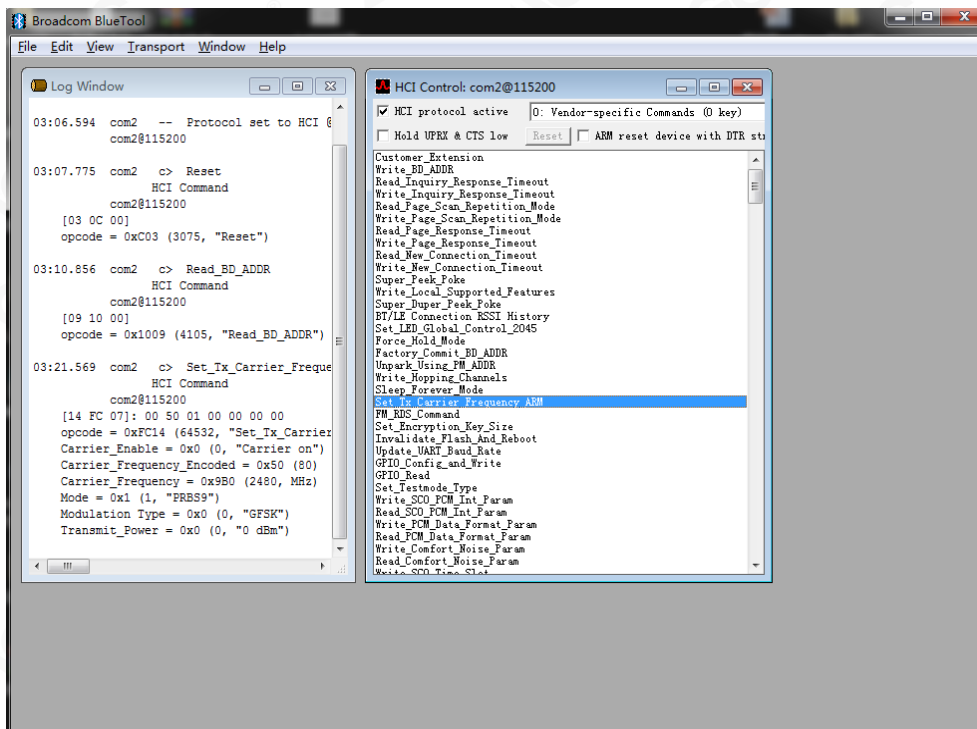 Broadcom BlueTool
File Edit View Transport Window Help
Log Window
03:06.594 com2 -- Protocol set to HCI @
com2@115200
03:07.775 com2 c> Reset
HCI Command
com2@115200
[03 0C 00]
opcode = 0xC03 (3075, "Reset")
03:10.856 com2 c> Read_BD_ADDR
HCI Command
com2@115200
[09 10 00]
opcode = 0x1009 (4105, "Read_BD_ADDR")
03:21.569 com2 c> Set_Tx_Carrier_Freque
HCI Command
com2@115200
[14 FC 07]: 00 50 01 00 00 00 00
opcode = 0xFC14 (64532, "Set_Tx_Carrier
Carrier_Enable = 0x0 (0, "Carrier on")
Carrier_Frequency_Encoded = 0x50 (80)
Carrier_Frequency = 0x9B0 (2480, MHz)
Mode = 0x1 (1, "PRBS9")
Modulation Type = 0x0 (0, "GFSK")
Transmit_Power = 0x0 (0, "0 dBm")
HCI Control: com2@115200
HCI protocol active
0: Vendor-specific Commands (0 key)
Hold UPRX & CTS low
Reset
ARM reset device with DTR str
Customer_Extension
Write_BD_ADDR
Read_Inquiry_Response_Timeout
Write_Inquiry_Response_Timeout
Read_Page_Scan_Repetition_Mode
Write_Page_Scan_Repetition_Mode
Read_Page_Response_Timeout
Write_Page_Response_Timeout
Read_New_Connection_Timeout
Write_New_Connection_Timeout
Super_Peek_Poke
Write_Local_Supported_Features
Super_Duper_Peek_Poke
BT/LE Connection RSSI History
Set_LED_Global_Control_2045
Force_Hold_Mode
Factory_Commit_BD_ADDR
Unpark_Using_PM_ADDR
Write_Hopping_Channels
Sleep_Forever_Mode
Set_Tx_Carrier_Frequency_ARM
FM_RDS_Command
Set_Encryption_Key_Size
Invalidate_Flash_And_Reboot
Update_UART_Baud_Rate
GPIO_Config_and_Write
GPIO_Read
Set_Testmode_Type
Write_SCO_PCM_Int_Param
Read_SCO_PCM_Int_Param
Write_PCM_Data_Format_Param
Read_PCM_Data_Format_Param
Write_Comfort_Noise_Param
Read_Comfort_Noise_Param
Write_SCO_Time_Slot